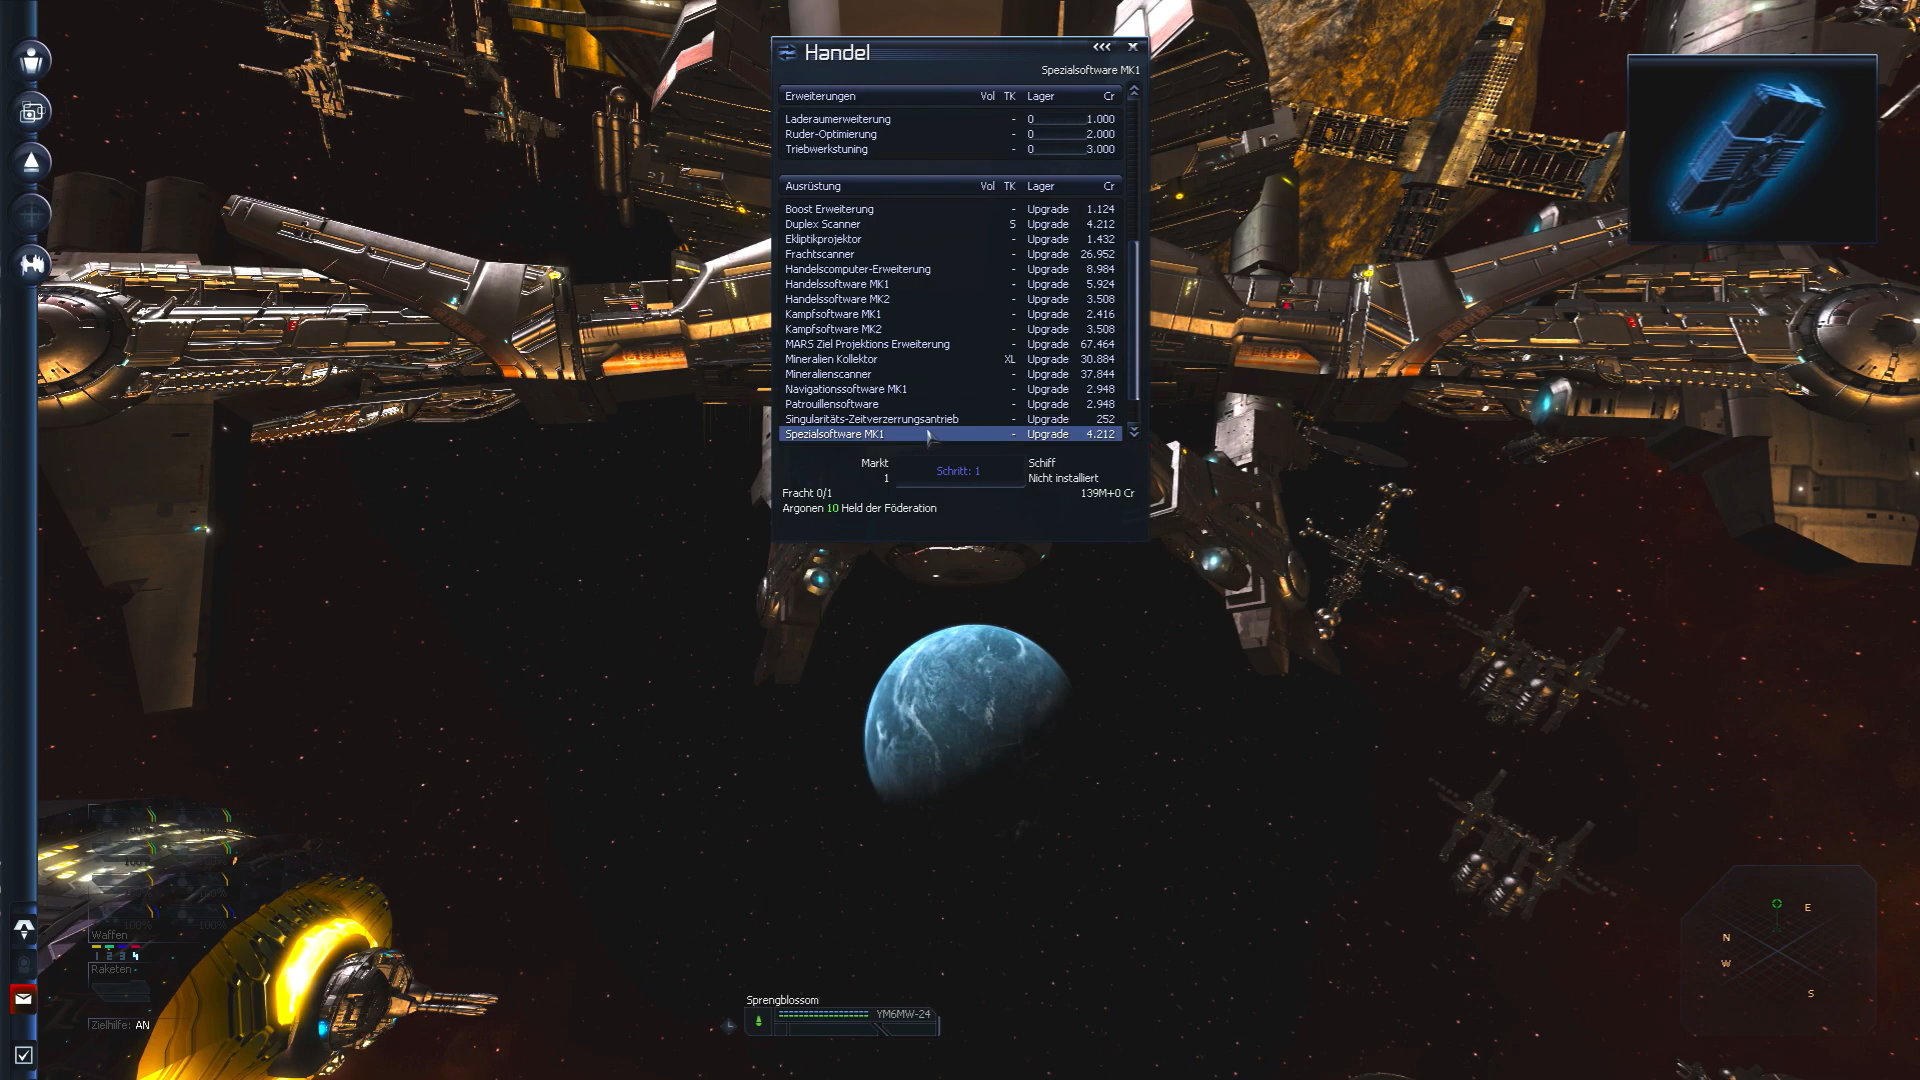 Handel
Spezialsoftware MK1
Erweiterungen Vol TK Lager Cr
Laderaumerweiterung - 0 1.000
Ruder-Optimierung - 0 2.000
Triebwerkstuning - 0 3.000
Ausrüstung Vol TK Lager Cr
Boost Erweiterung - Upgrade 1.124
Duplex Scanner S Upgrade 4.212
Ekliptikprojektor - Upgrade 1.432
Frachtscanner - Upgrade 26.952
Handelscomputer-Erweiterung - Upgrade 8.984
Handelssoftware MK1 - Upgrade 5.924
Handelssoftware MK2 - Upgrade 3.508
Kampfsoftware MK1 - Upgrade 2.416
Kampfsoftware MK2 - Upgrade 3.508
MARS Ziel Projektions Erweiterung - Upgrade 67.464
Mineralien Kollektor XL Upgrade 30.884
Mineralienscanner - Upgrade 37.844
Navigationssoftware MK1 - Upgrade 2.948
Patrouillensoftware - Upgrade 2.948
Singularitäts-Zeitverzerrungsantrieb - Upgrade 252
Spezialsoftware MK1 - Upgrade 4.212
Markt Schritt: 1 Schiff
1 Nicht installiert
Fracht 0/1 139M+0 Cr
Argonen 10 Held der Föderation
100% 100%
Waffen
1 2 3 4
Raketen
Zielhilfe: AN
Sprengblossom
YM6MW-24
E
N
W
S